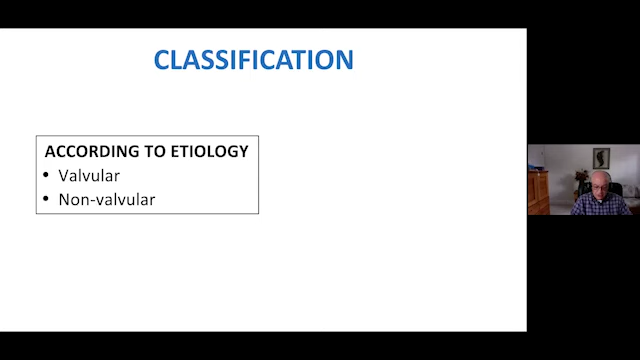 CLASSIFICATION
ACCORDING TO ETIOLOGY
• Valvular
• Non-valvular